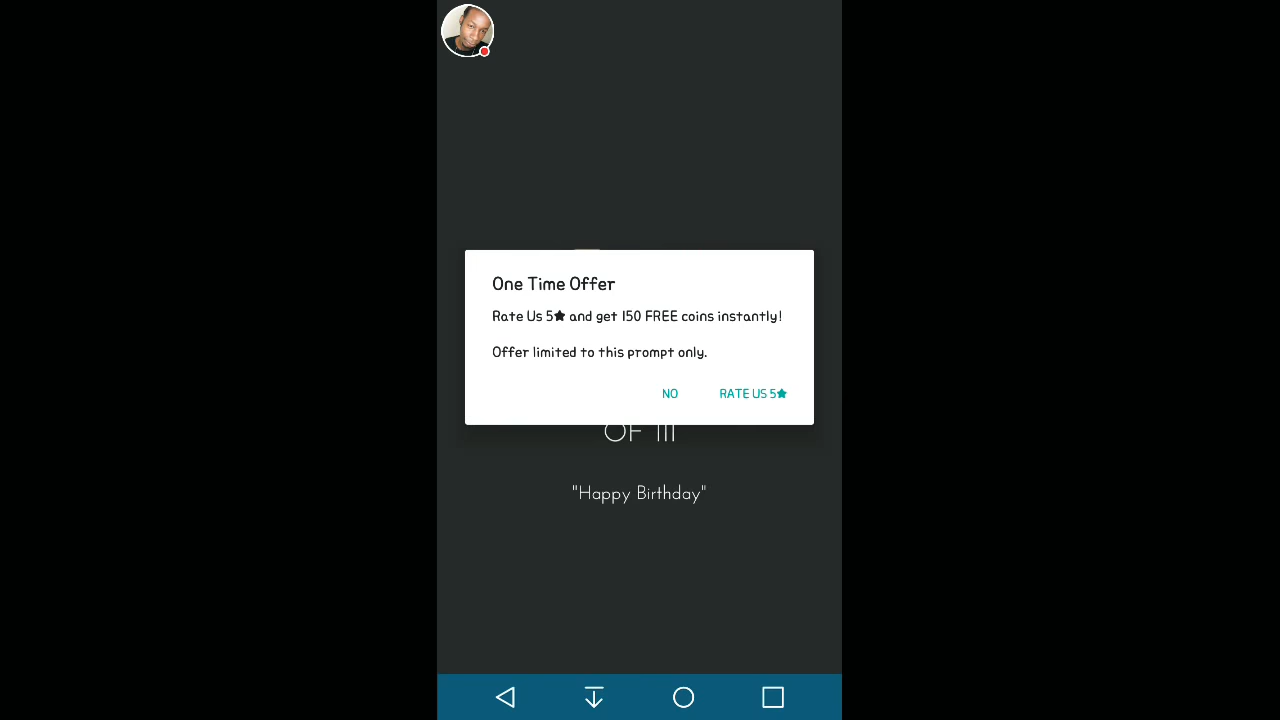 One Time Offer
Rate Us 5★ and get 150 FREE coins instantly!
Offer limited to this prompt only.
NO RATE US 5★
OF III
"Happy Birthday"